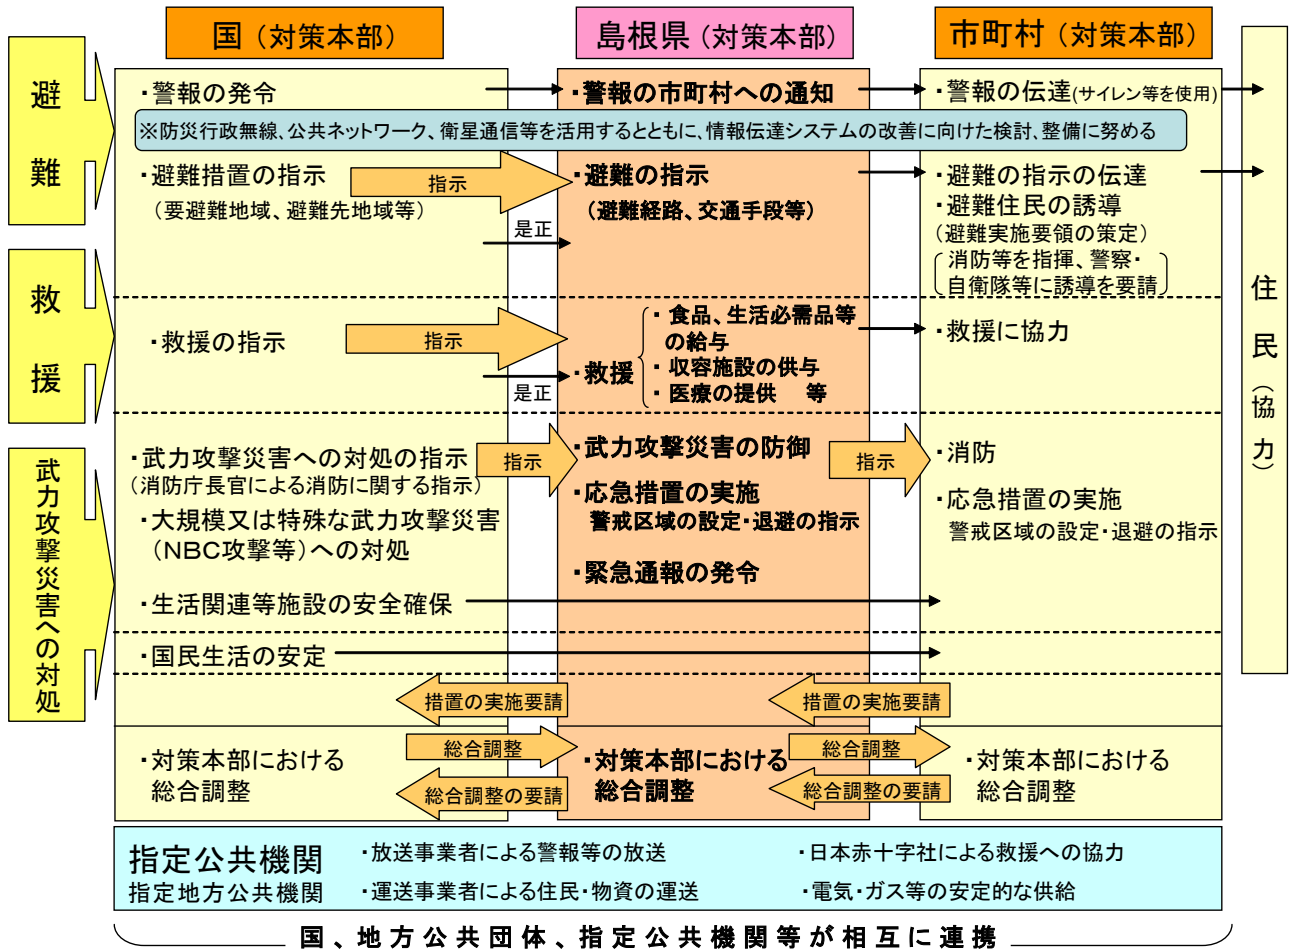 国（対策本部）
島根県（対策本部）
市町村（対策本部）
避難
・警報の発令
・警報の市町村への通知
・警報の伝達(サイレン等を使用)
※防災行政無線、公共ネットワーク、衛星通信等を活用するとともに、情報伝達システムの改善に向けた検討、整備に努める
・避難措置の指示
（要避難地域、避難先地域等）
指示
是正
・避難の指示
（避難経路、交通手段等）
・避難の指示の伝達
・避難住民の誘導
（避難実施要領の策定）
消防等を指揮、警察・
自衛隊等に誘導を要請
救援
・救援の指示
指示
是正
・救援
・食品、生活必需品等
の給与
・収容施設の供与
・医療の提供　等
・救援に協力
武力攻撃災害への対処
・武力攻撃災害への対処の指示
（消防庁長官による消防に関する指示）
・大規模又は特殊な武力攻撃災害
（NBC攻撃等）への対処
・生活関連等施設の安全確保
指示
・武力攻撃災害の防御
・応急措置の実施
警戒区域の設定・退避の指示
・緊急通報の発令
指示
・消防
・応急措置の実施
警戒区域の設定・退避の指示
・国民生活の安定
措置の実施要請
措置の実施要請
・対策本部における
総合調整
総合調整
総合調整の要請
・対策本部における
総合調整
総合調整
総合調整の要請
・対策本部における
総合調整
住民（協力）
指定公共機関
指定地方公共機関
・放送事業者による警報等の放送
・日本赤十字社による救援への協力
・運送事業者による住民・物資の運送
・電気・ガス等の安定的な供給
国、地方公共団体、指定公共機関等が相互に連携